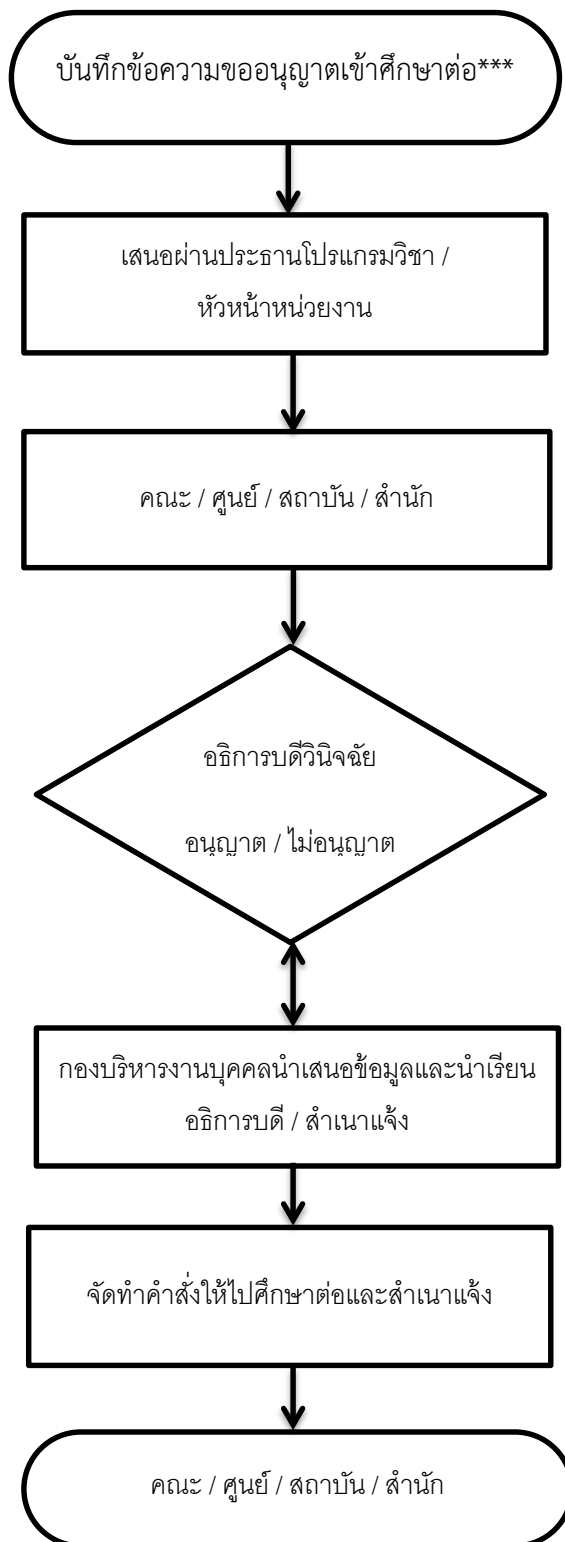 บันทึกข้อความขออนุญาตเข้าศึกษาต่อ***
เสนอผ่านประธานโปรแกรมวิชา /
หัวหน้าหน่วยงาน
คณะ / ศูนย์ / สถาบัน / สำนัก
อธิการบดีวินิจฉัย
อนุญาต / ไม่อนุญาต
กองบริหารงานบุคคลนำเสนอข้อมูลและนำเรียน
อธิการบดี / สำเนาแจ้ง
จัดทำคำสั่งให้ไปศึกษาต่อและสำเนาแจ้ง
คณะ / ศูนย์ / สถาบัน / สำนัก